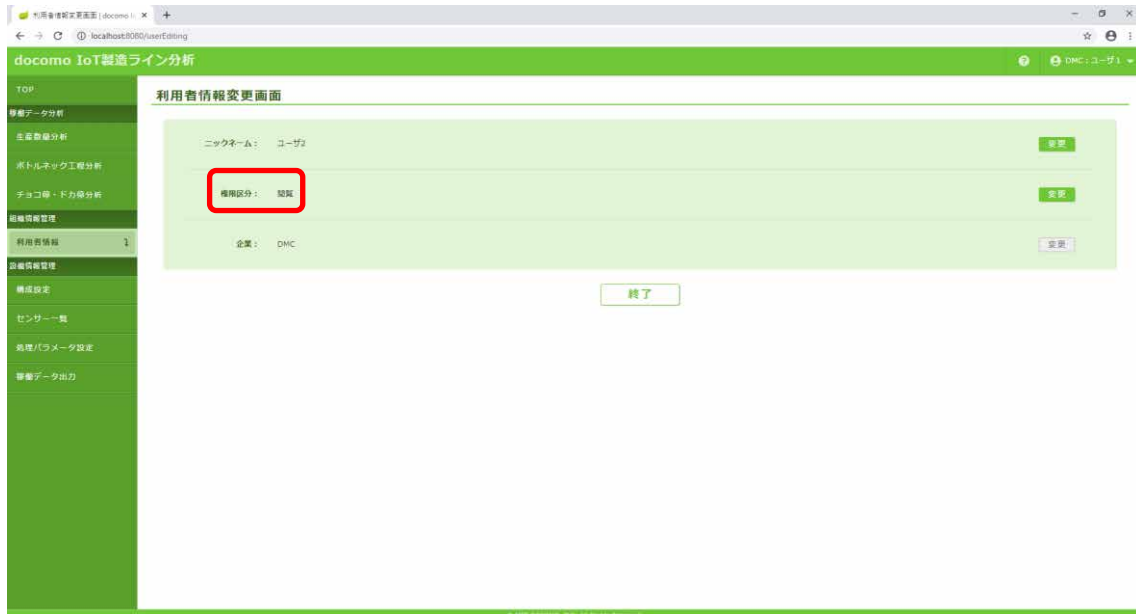 利用者情報変更画面 | docomo I
localhost:8080/userEditing
docomo IoT製造ライン分析
DMC:ユーザ1
TOP
稼働データ分析
生産数量分析
ボトルネック工程分析
チョコ停・ドカ停分析
組織情報管理
利用者情報
設備情報管理
構成設定
センサー一覧
処理パラメータ設定
稼働データ出力
利用者情報変更画面
ニックネーム： ユーザ2 変更
権限区分： 閲覧 変更
企業： DMC 変更
終了